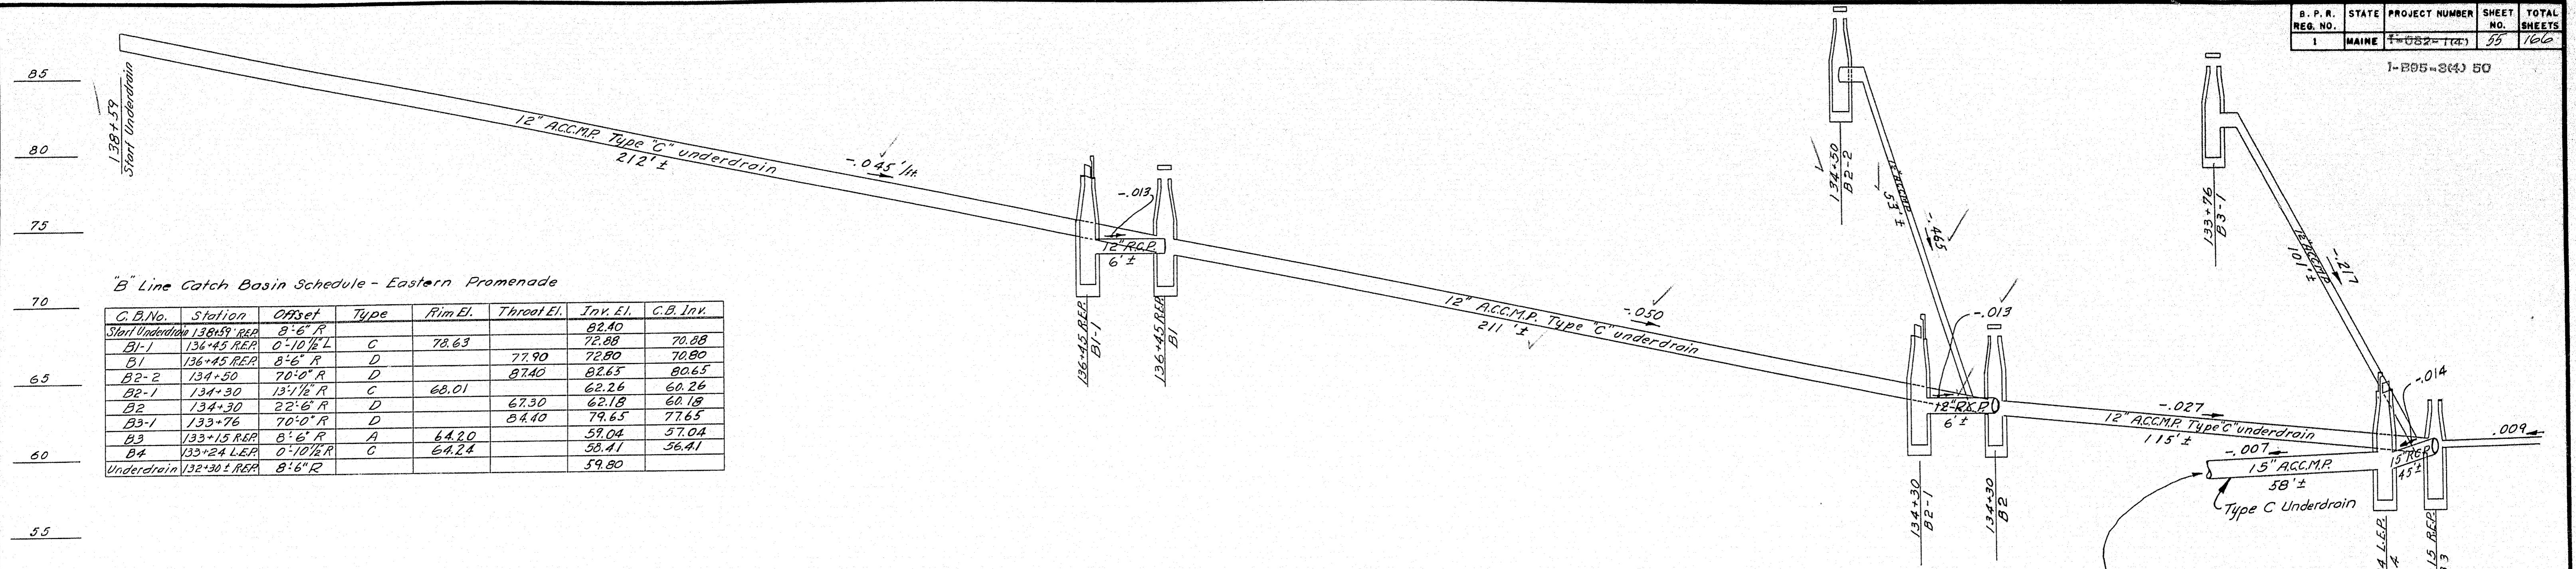 B. P. R. REG. NO. STATE PROJECT NUMBER SHEET NO. TOTAL SHEETS
1 MAINE I-082-1(4) 55 166
I-B95-8(4) 50
85
80
75
70
65
60
55
138+59
Start Underdrain
12" A.C.C.M.P. Type "C" underdrain
212' ±
-.045'/ft.
-.013
12" R.C.P.
6' ±
136+45 R.E.P.
B1-1
136+45 R.E.P.
B1
12" A.C.C.M.P. Type "C" underdrain
211' ±
-.050
134+50
B2-2
12" A.C.C.M.P.
53' ±
-.465
-.013
12" R.C.P.
6' ±
134+30
B2-1
134+30
B2
133+76
B3-1
12" A.C.C.M.P.
101' ±
-.217
-.027
12" A.C.C.M.P. Type "C" underdrain
115' ±
-.014
15" R.C.P.
45' ±
.009
-.007
15" A.C.C.M.P.
58' ±
Type C Underdrain
4 L.E.P.
4
15 R.E.P.
3
"B" Line Catch Basin Schedule - Eastern Promenade
C.B.No. Station Offset Type Rim El. Throat El. Inv. El. C.B. Inv.
Start Underdrain 138+59 R.E.P. 8'-6" R 82.40
B1-1 136+45 R.E.P. 0'-10½" L C 78.63 72.88 70.88
B1 136+45 R.E.P. 8'-6" R D 77.90 72.80 70.80
B2-2 134+50 70'-0" R D 87.40 82.65 80.65
B2-1 134+30 13'-1½" R C 68.01 62.26 60.26
B2 134+30 22'-6" R D 67.30 62.18 60.18
B3-1 133+76 70'-0" R D 84.40 79.65 77.65
B3 133+15 R.E.P. 8'-6" R A 64.20 59.04 57.04
B4 133+24 L.E.P. 0'-10½" R C 64.24 58.41 56.41
Underdrain 132+30 ± R.E.P. 8'-6" R 59.80